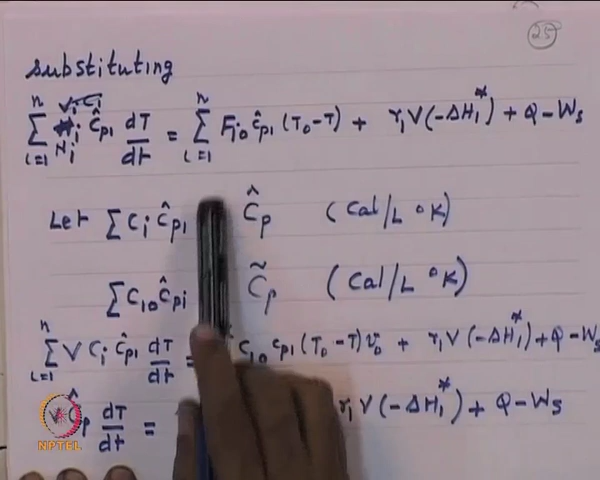 25
substituting
n Σ i=1 V Ci Ni Ĉpi dT/dt = n Σ i=1 Fi0 Ĉpi (T0-T) + r1 V (-ΔH1*) + Q - Ws
Let Σ Ci Ĉpi Ĉp (Cal/L °K)
Σ Ci0 Ĉpi C̃p (Cal/L °K)
n Σ i=1 V Ci Ĉpi dT/dt = Ci0 Cpi (T0-T) v0 + r1 V (-ΔH1*) + Q - Ws
V Ĉp dT/dt = r1 V (-ΔH1*) + Q - Ws
NPTEL